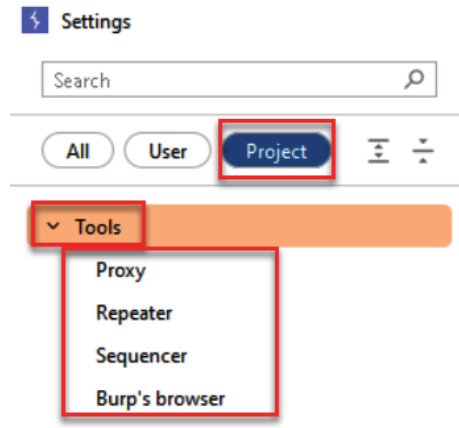 Settings
Search
All User Project
Tools
Proxy
Repeater
Sequencer
Burp's browser